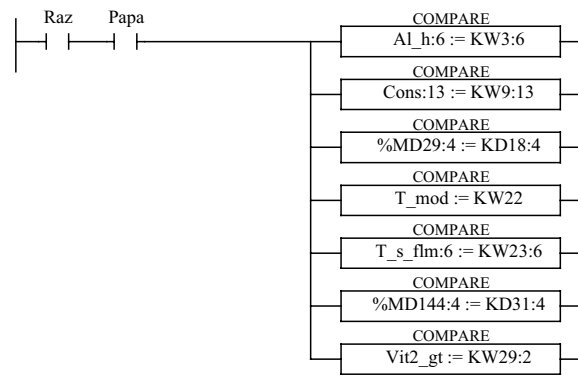 Raz Papa
COMPARE
Al_h:6 := KW3:6
COMPARE
Cons:13 := KW9:13
COMPARE
%MD29:4 := KD18:4
COMPARE
T_mod := KW22
COMPARE
T_s_flm:6 := KW23:6
COMPARE
%MD144:4 := KD31:4
COMPARE
Vit2_gt := KW29:2